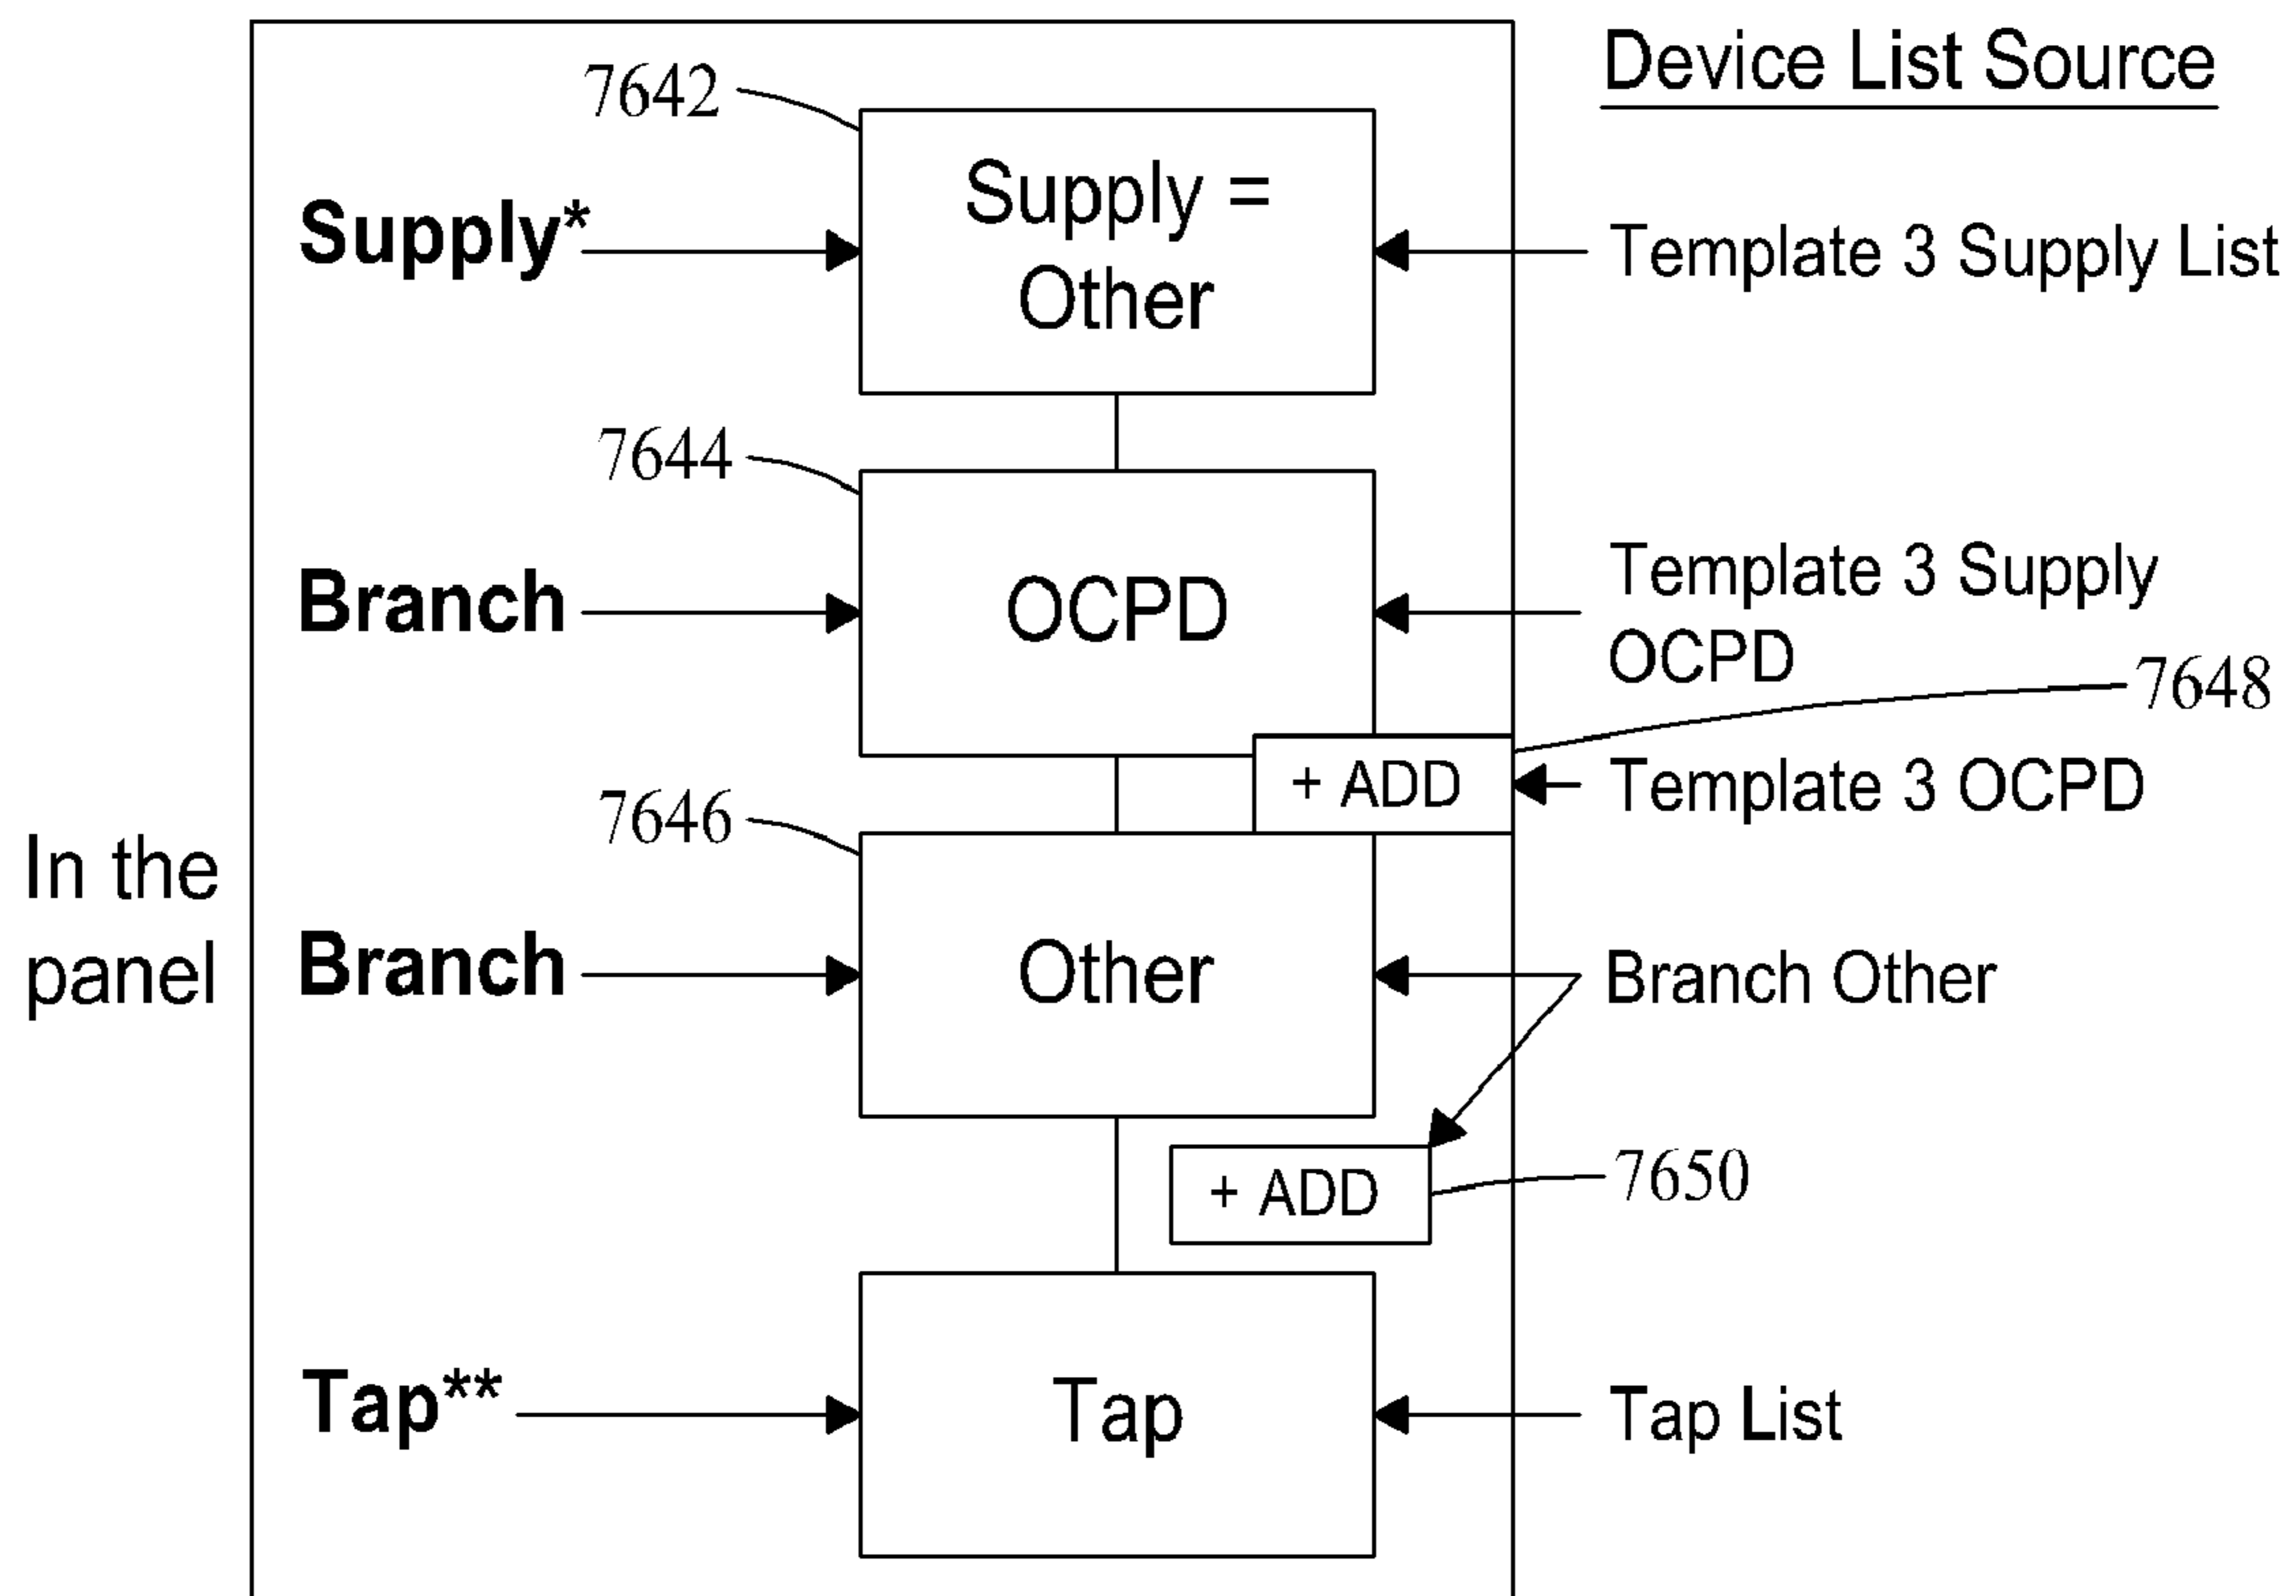 Device List Source
7642
Supply =
Other
Supply*
Template 3 Supply List
7644
Branch
OCPD
Template 3 Supply
OCPD
7648
+ ADD
Template 3 OCPD
7646
In the
panel
Branch
Other
Branch Other
+ ADD
7650
Tap**
Tap
Tap List